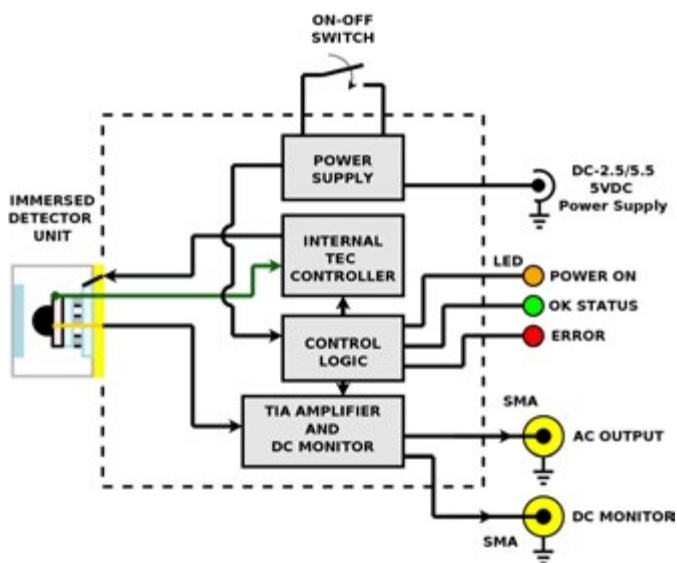 ON-OFF
SWITCH
POWER
SUPPLY
DC-2.5/5.5
5VDC
Power Supply
IMMERSED
DETECTOR
UNIT
INTERNAL
TEC
CONTROLLER
LED
POWER ON
OK STATUS
ERROR
CONTROL
LOGIC
TIA AMPLIFIER
AND
DC MONITOR
SMA
AC OUTPUT
DC MONITOR
SMA